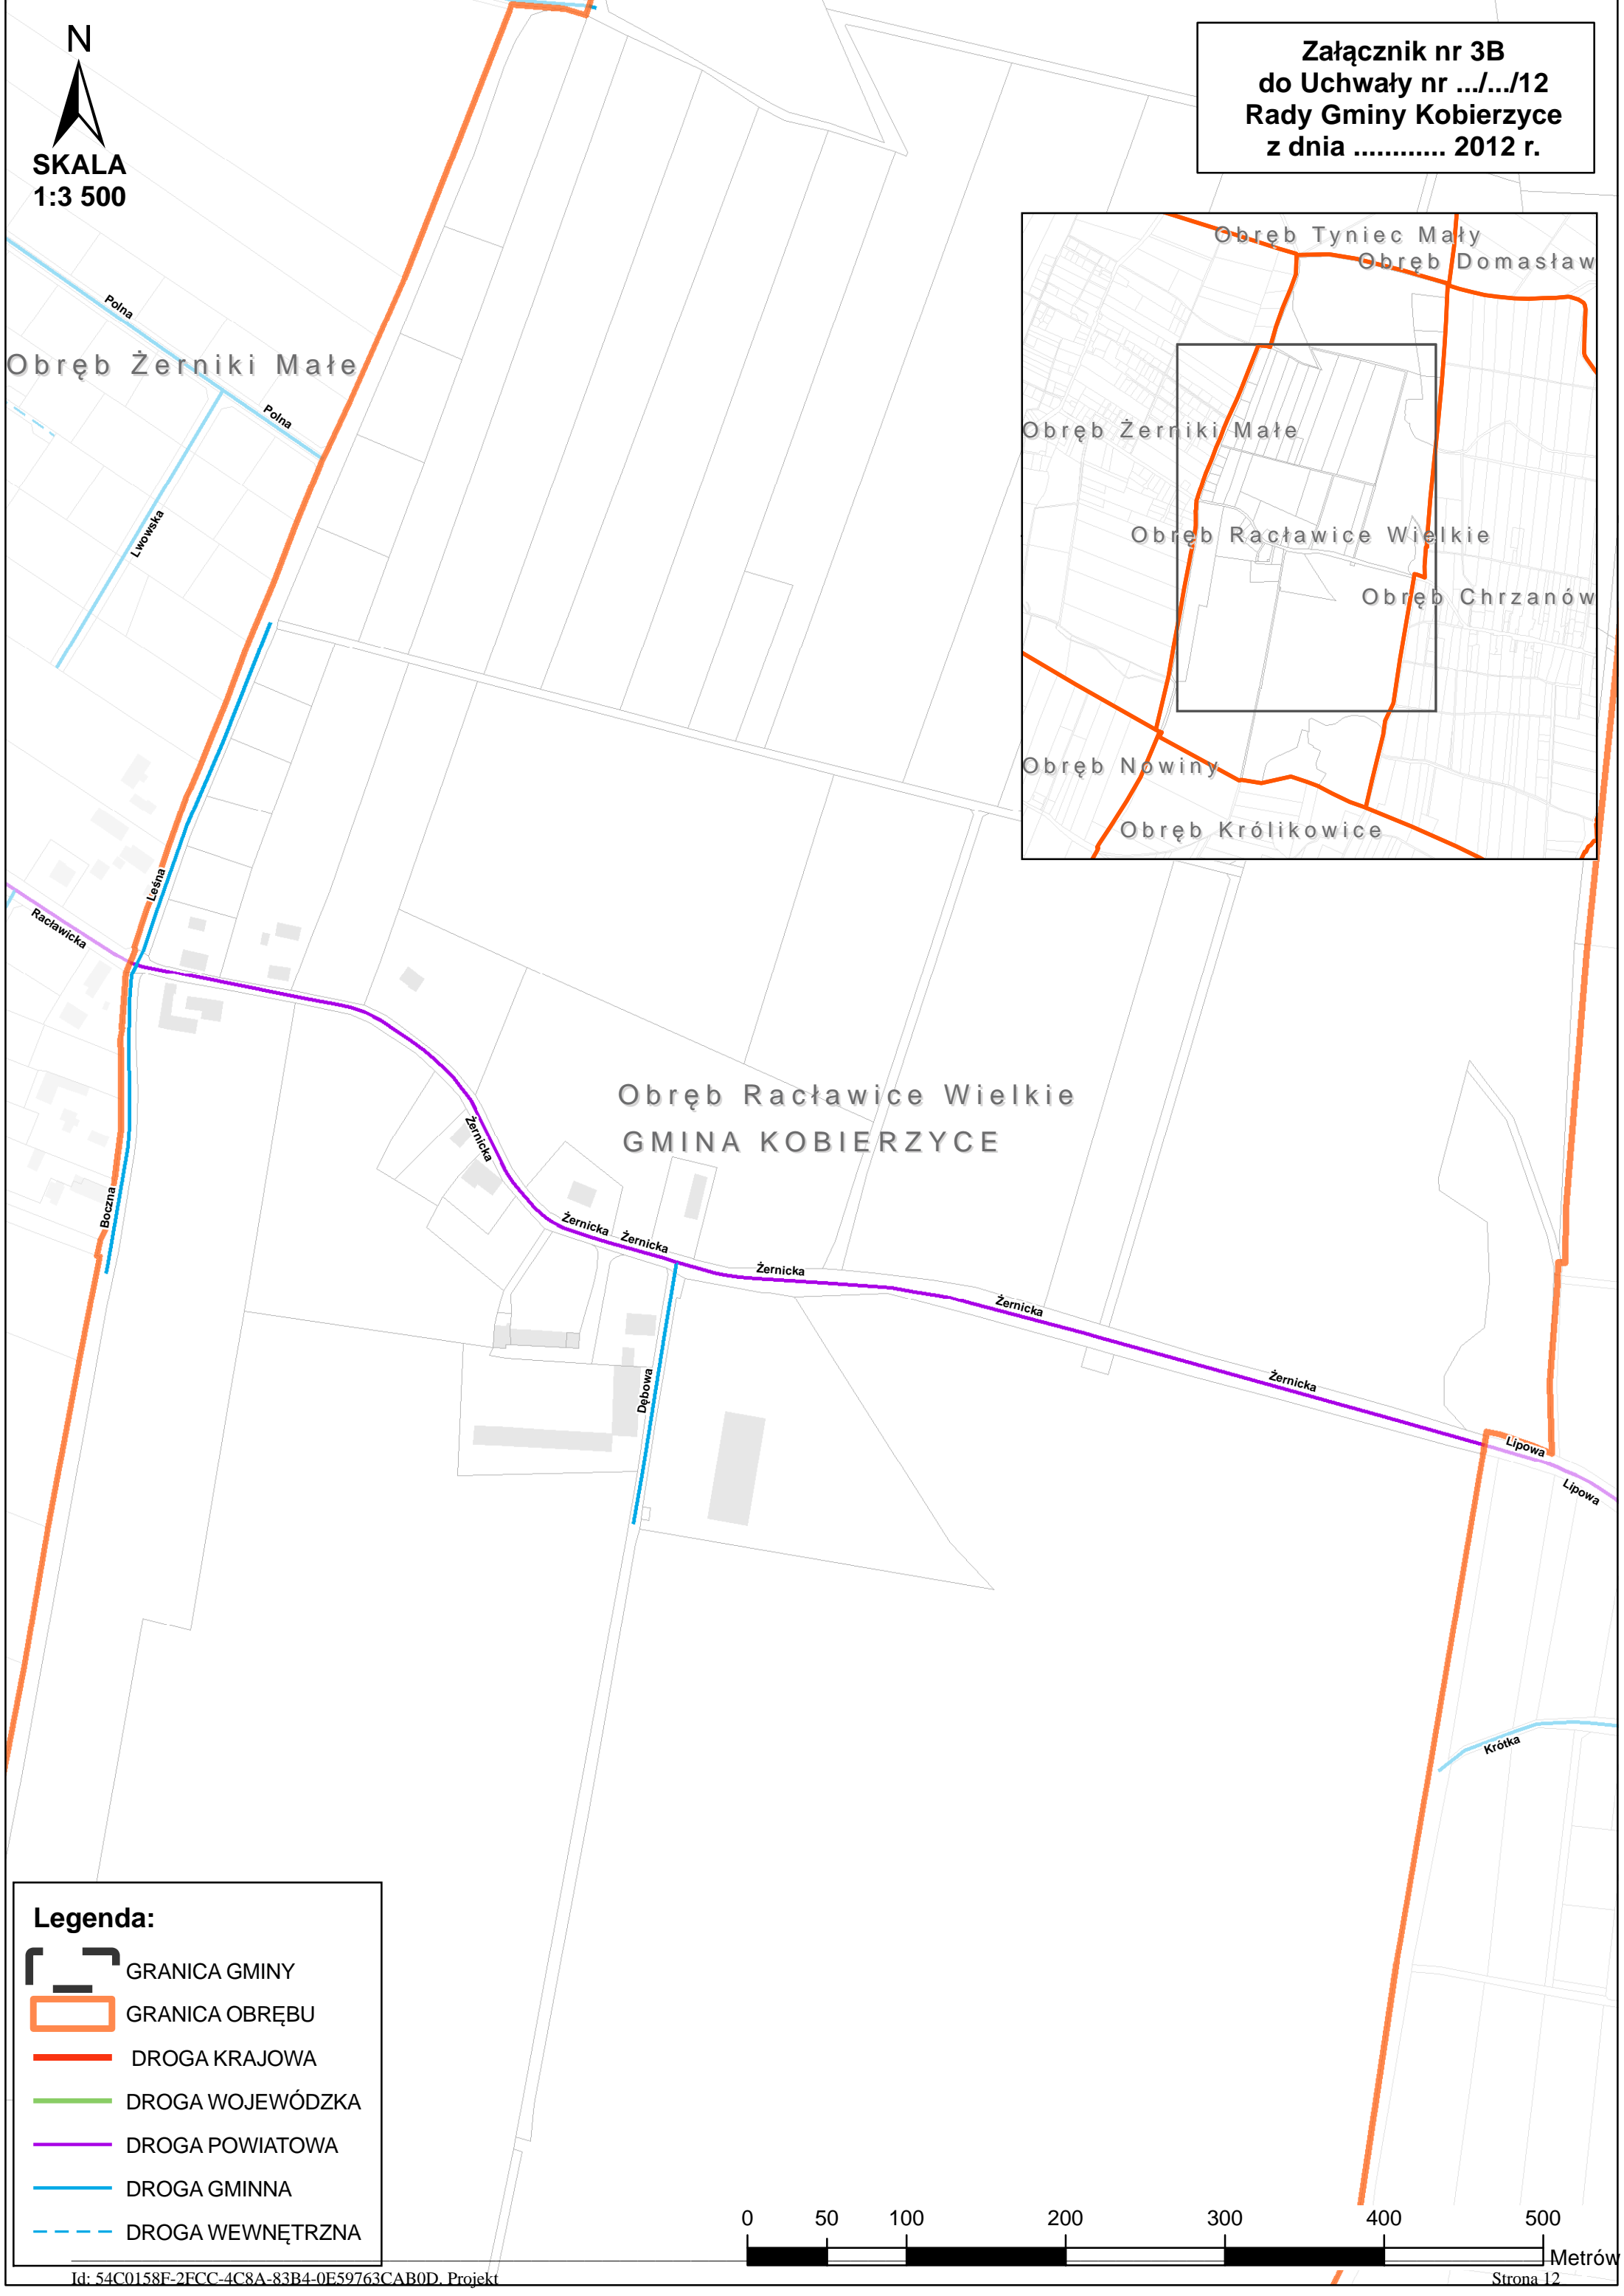 N
SKALA
1:3 500
Załącznik nr 3B
do Uchwały nr .../.../12
Rady Gminy Kobierzyce
z dnia ............ 2012 r.
Obręb Tyniec Mały
Obręb Domasław
Obręb Żerniki Małe
Obręb Racławice Wielkie
Obręb Chrzanów
Obręb Nowiny
Obręb Królikowice
Polna
Obręb Żerniki Małe
Polna
Lwowska
Leśna
Racławicka
Obręb Racławice Wielkie
GMINA KOBIERZYCE
Żernicka
Boczna
Żernicka
Żernicka
Żernicka
Żernicka
Dębowa
Żernicka
Lipowa
Lipowa
Krótka
Legenda:
GRANICA GMINY
GRANICA OBRĘBU
DROGA KRAJOWA
DROGA WOJEWÓDZKA
DROGA POWIATOWA
DROGA GMINNA
DROGA WEWNĘTRZNA
0 50 100 200 300 400 500
Metrów
Id: 54C0158F-2FCC-4C8A-83B4-0E59763CAB0D. Projekt
Strona 12